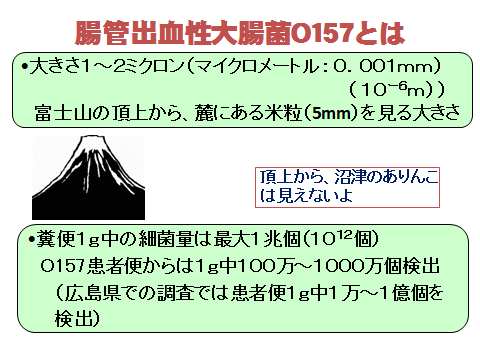 腸管出血性大腸菌O157とは
•大きさ1～2ミクロン(マイクロメートル：0．001mm)
(10⁻⁶m))
富士山の頂上から、麓にある米粒(5mm)を見る大きさ
頂上から、沼津のありんこ
は見えないよ
•糞便1g中の細菌量は最大1兆個(10¹²個)
O157患者便からは1g中100万～1000万個検出
(広島県での調査では患者便1g中1万～1億個を
検出)